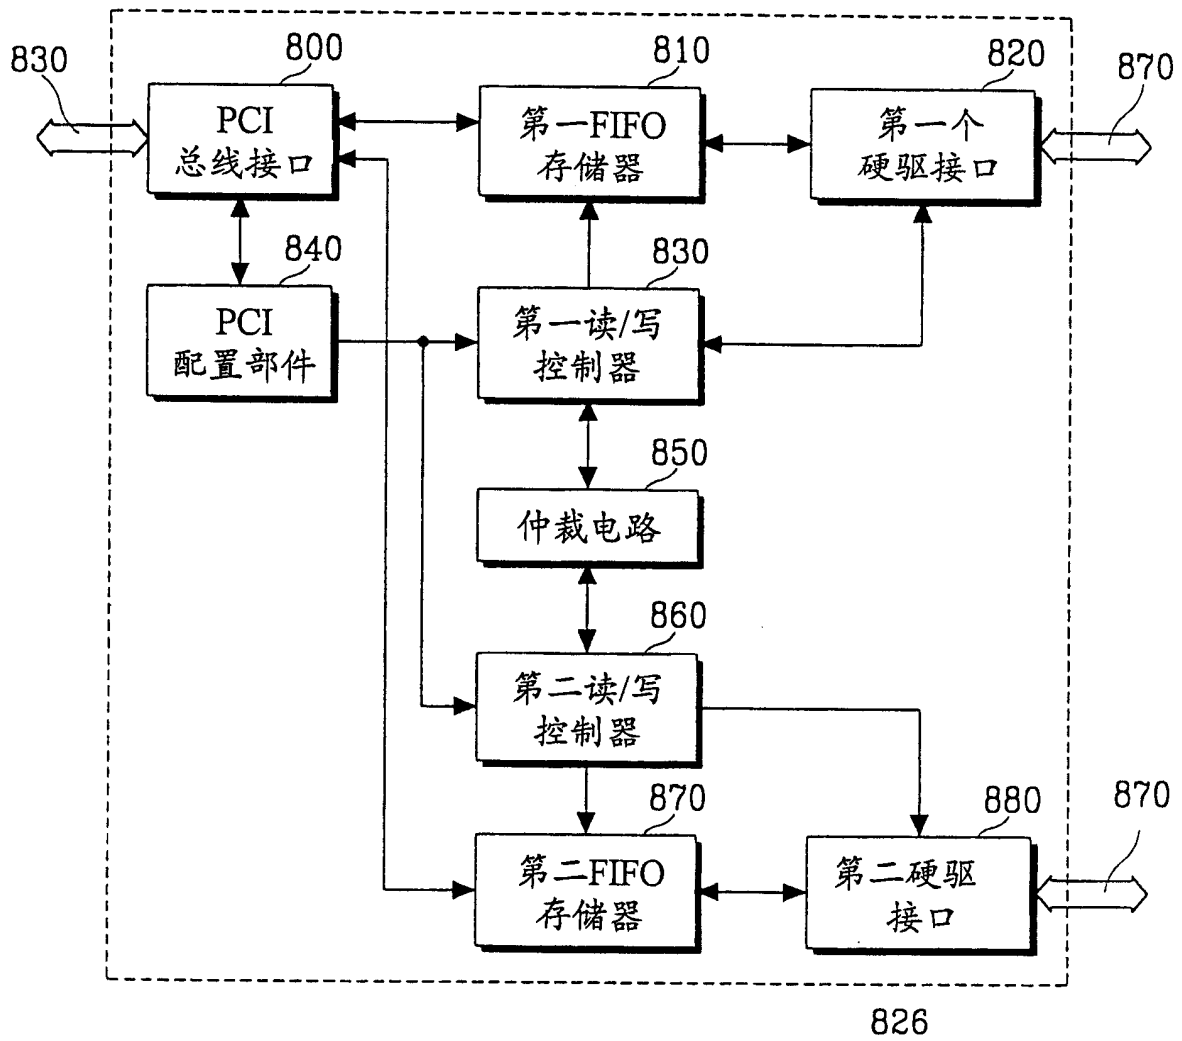 830
800
810
820
870
PCI
总线接口
第一FIFO
存储器
第一个
硬驱接口
840
830
PCI
配置部件
第一读/写
控制器
850
仲裁电路
860
第二读/写
控制器
870
880
870
第二FIFO
存储器
第二硬驱
接口
826